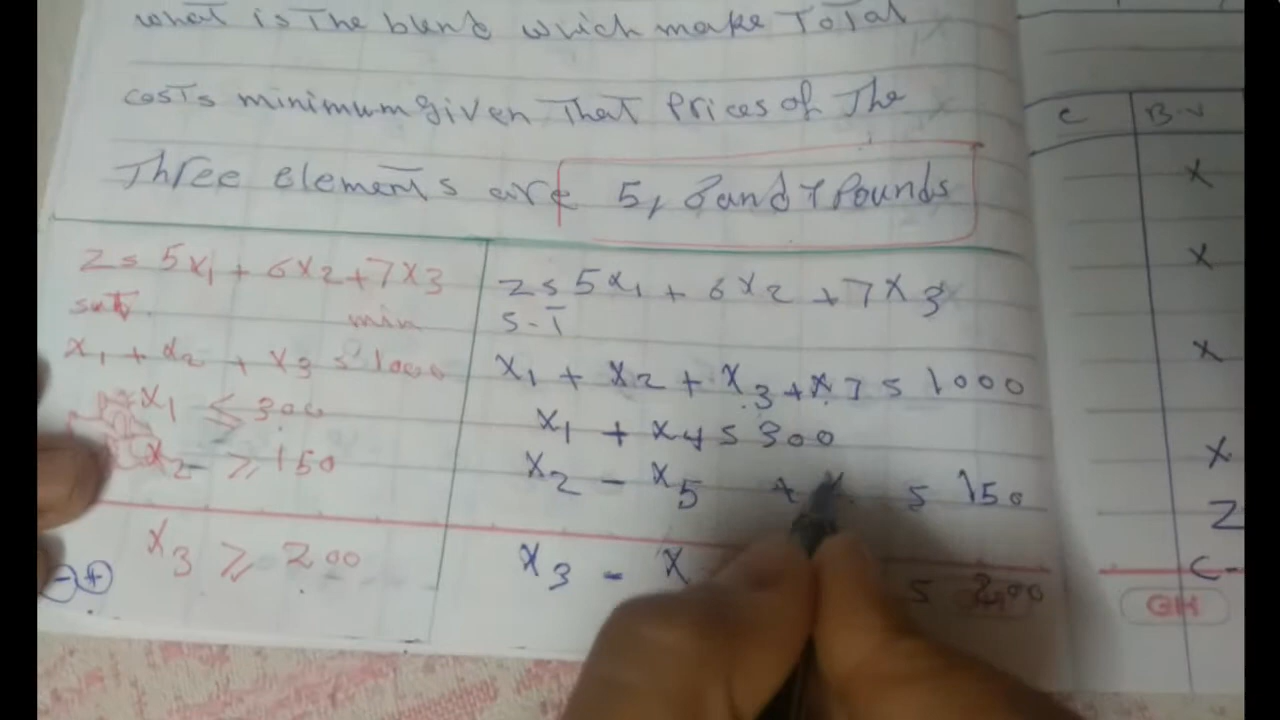 what is The blend which make Total
costs minimum given That Prices of The
Three elements are 5, 6 and 7 Pounds
Z = 5x1 + 6x2 + 7x3
min
x1 + x2 + x3 = 1000
x1 ≤ 300
x2 ≥ 150
x3 ≥ 200
- +
Z = 5x1 + 6x2 + 7x3
S.T
x1 + x2 + x3 + x7 = 1000
x1 + x4 = 300
x2 - x5 + x = 150
x3 - x = 200
C B.V
x
x
x
x
Z
C-
GH